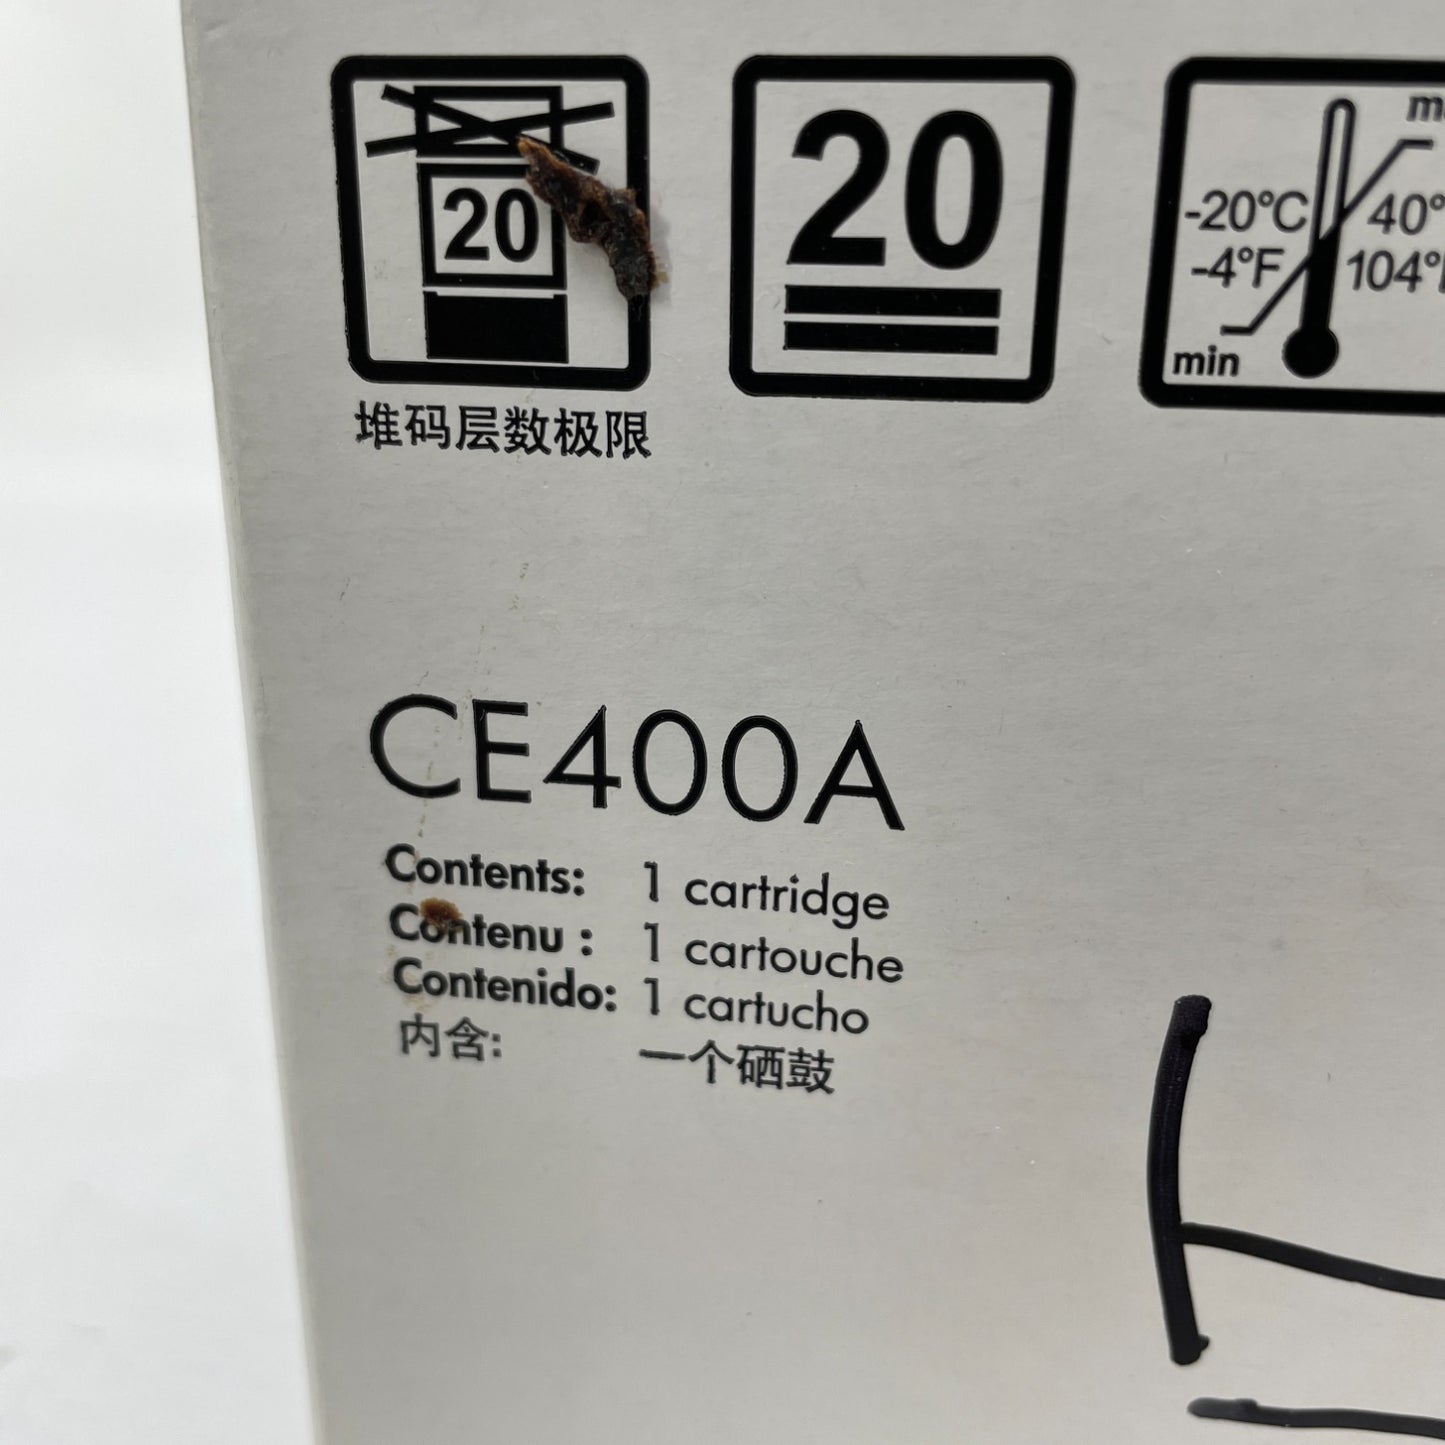 20
20
-20°C
-4°F
min
40°
104°
堆码层数极限
CE400A
Contents: 1 cartridge
Contenu : 1 cartouche
Contenido: 1 cartucho
内含: 一个硒鼓